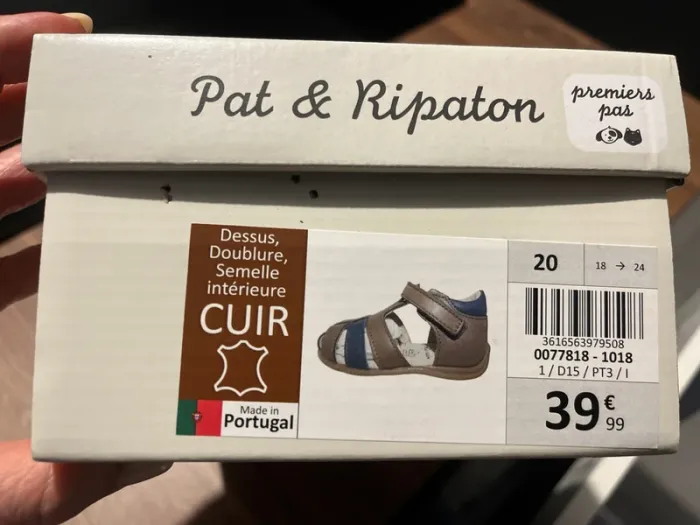 Pat & Ripaton
premiers
pas
Dessus,
Doublure,
Semelle
intérieure
CUIR
Made in
Portugal
20
18 → 24
3616563979508
0077818 - 1018
1 / D15 / PT3 / I
39€99